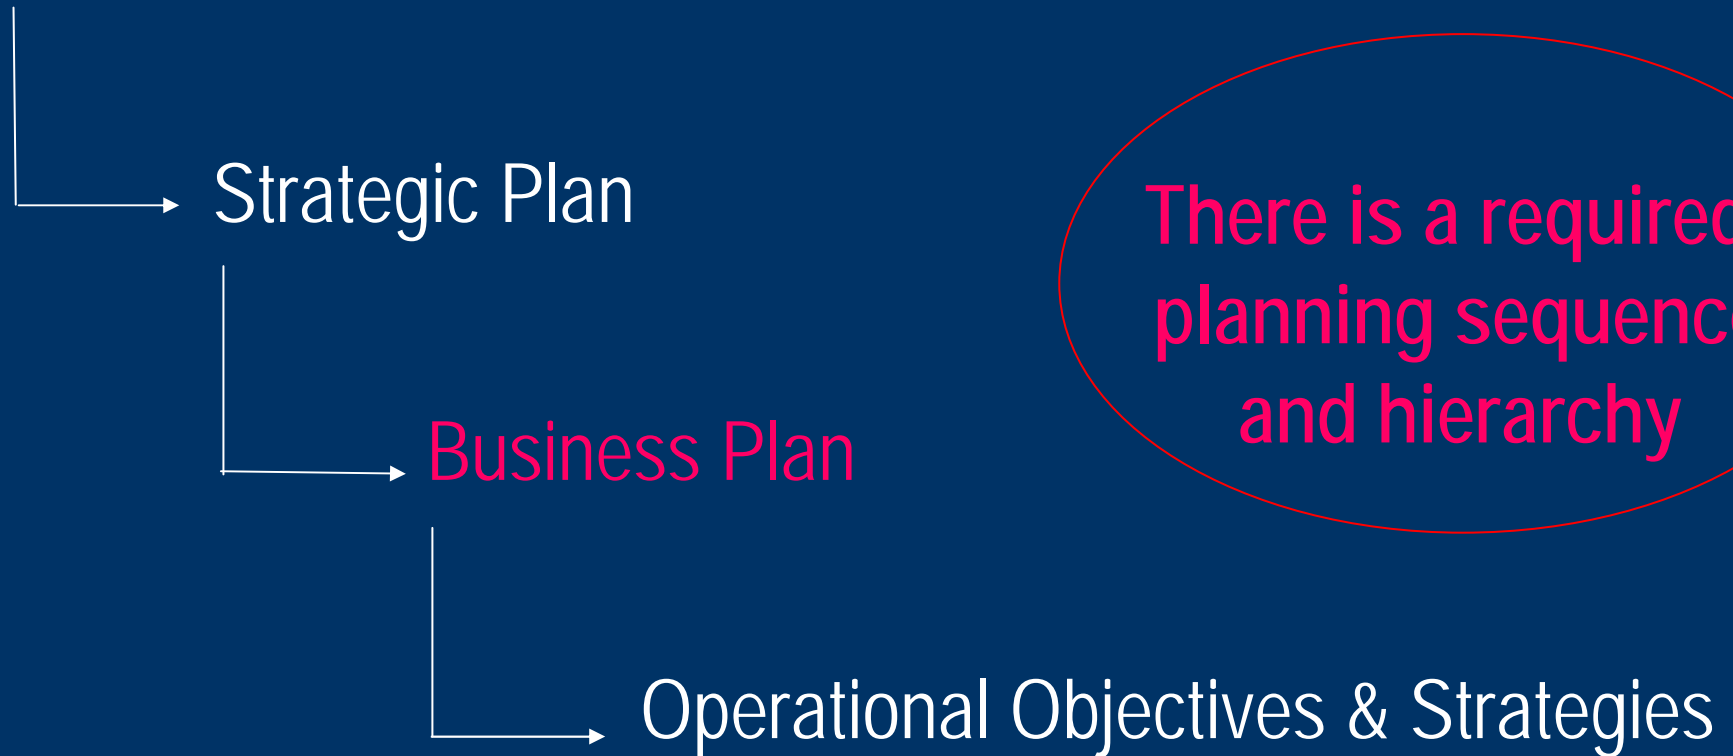 Strategic Plan
There is a required
planning sequence
and hierarchy
Business Plan
Operational Objectives & Strategies